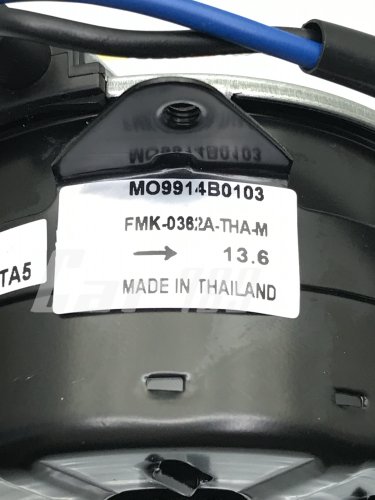 MO9914B0103
FMK-0362A-THA-M
→ 13.6
MADE IN THAILAND
TA5